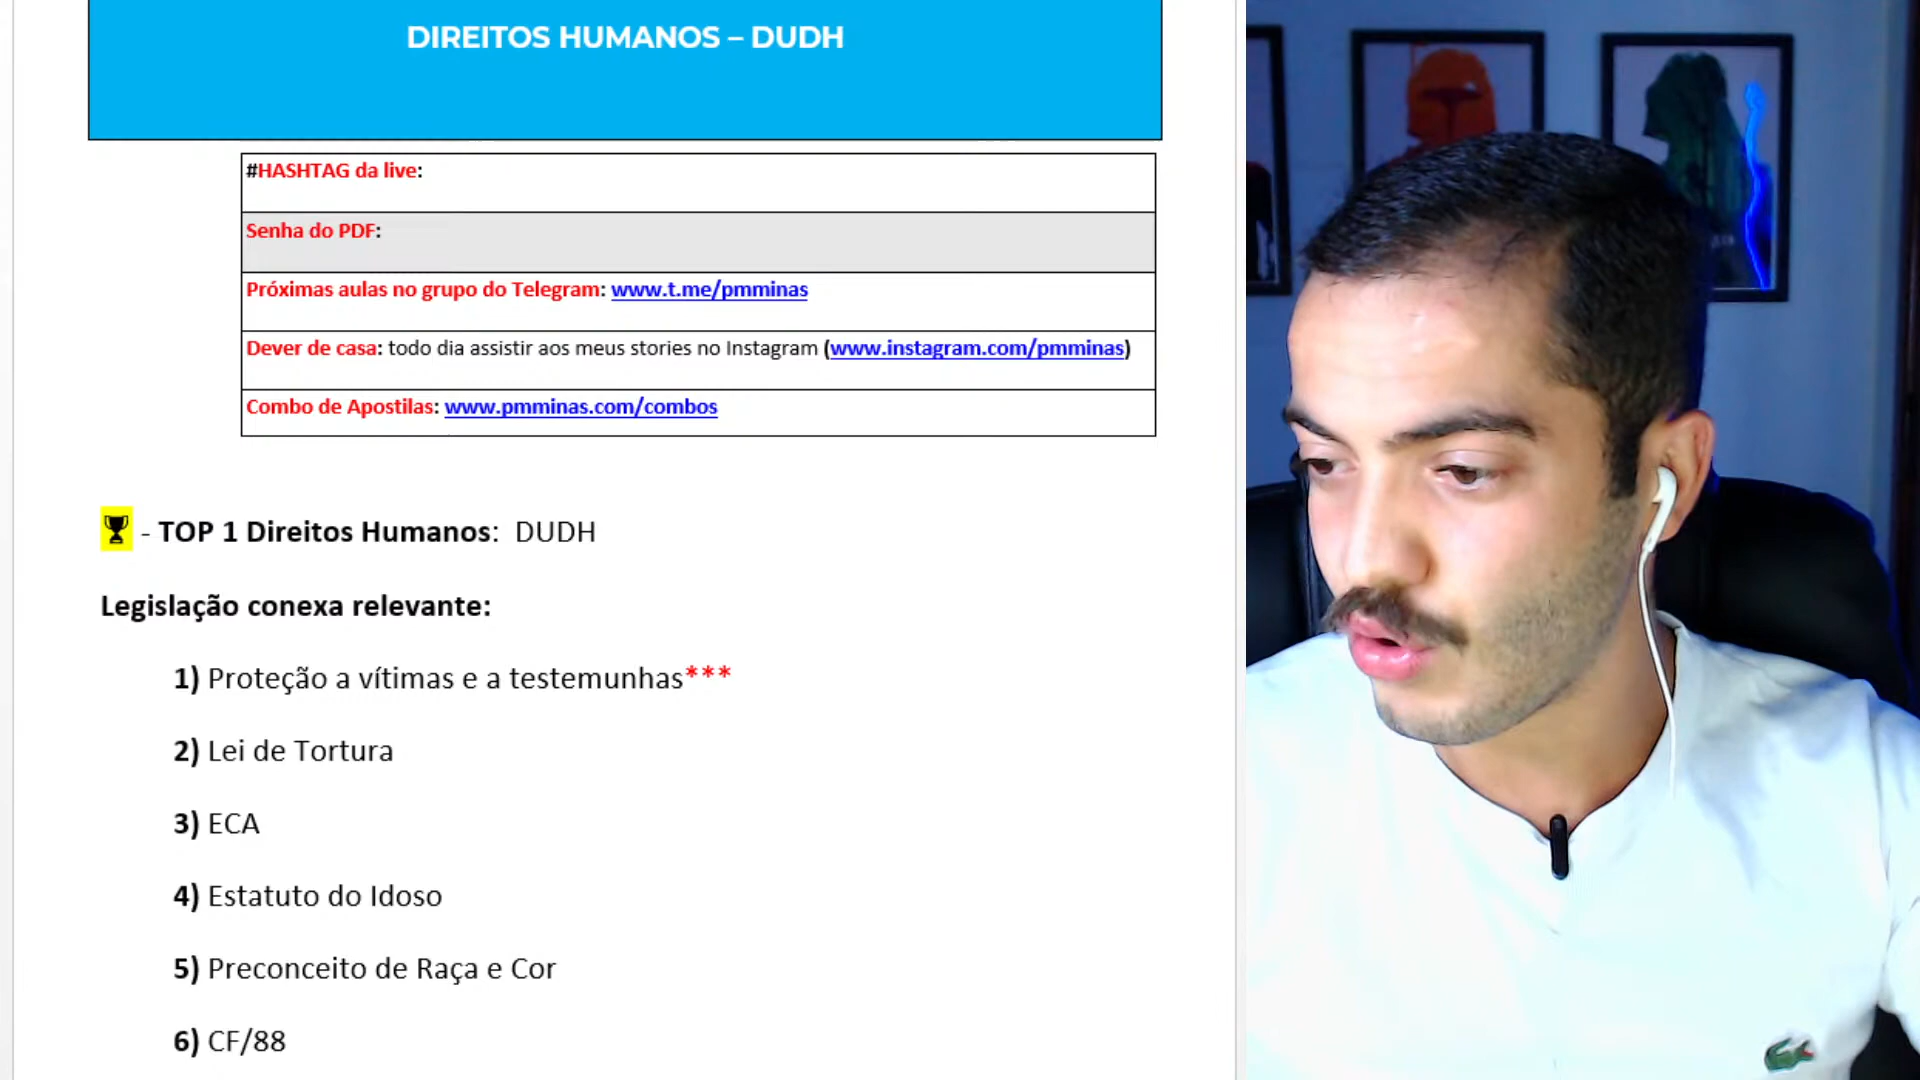 DIREITOS HUMANOS – DUDH
#HASHTAG da live:
Senha do PDF:
Próximas aulas no grupo do Telegram: www.t.me/pmminas
Dever de casa: todo dia assistir aos meus stories no Instagram (www.instagram.com/pmminas)
Combo de Apostilas: www.pmminas.com/combos
- TOP 1 Direitos Humanos: DUDH
Legislação conexa relevante:
1) Proteção a vítimas e a testemunhas***
2) Lei de Tortura
3) ECA
4) Estatuto do Idoso
5) Preconceito de Raça e Cor
6) CF/88